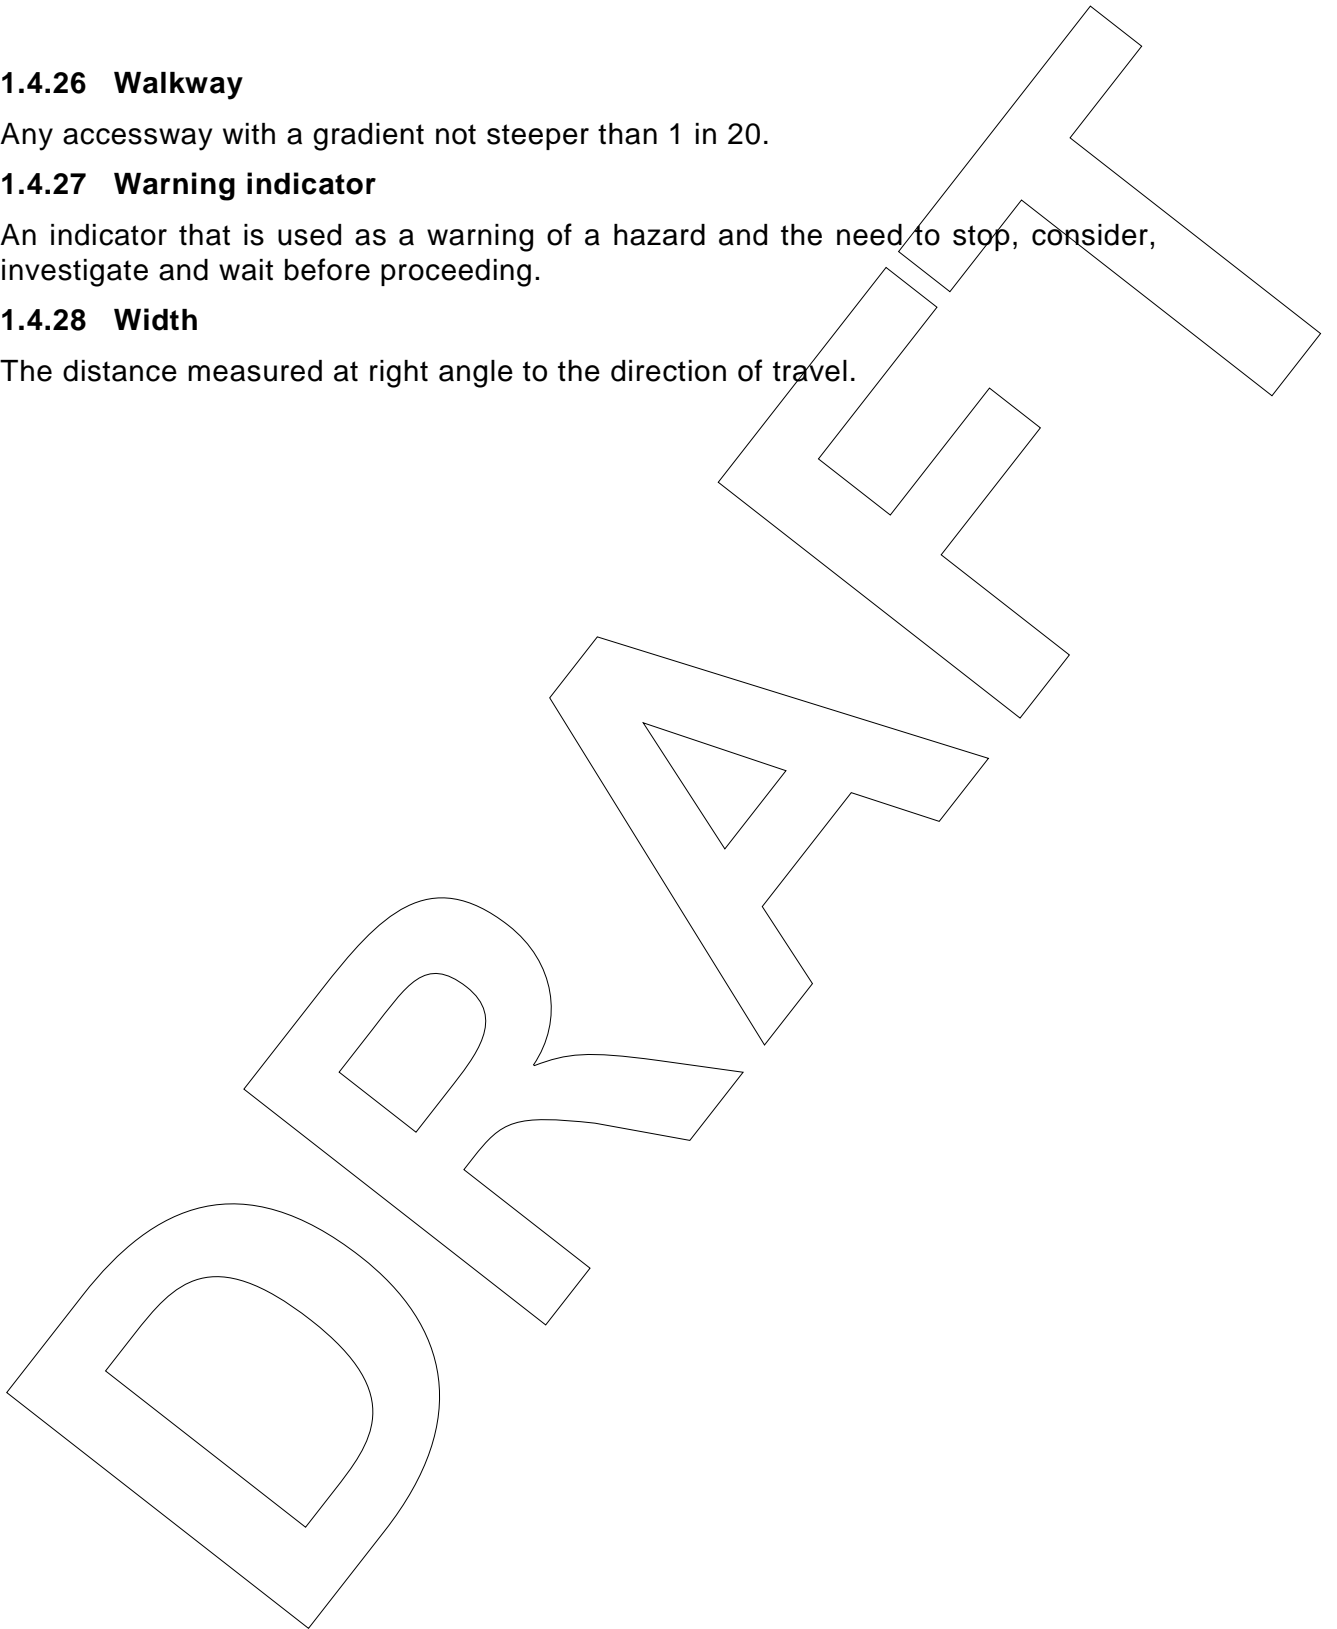 1.4.26 Walkway
Any accessway with a gradient not steeper than 1 in 20.
1.4.27 Warning indicator
An indicator that is used as a warning of a hazard and the need to stop, consider,
investigate and wait before proceeding.
1.4.28 Width
The distance measured at right angle to the direction of travel.
DRAFT